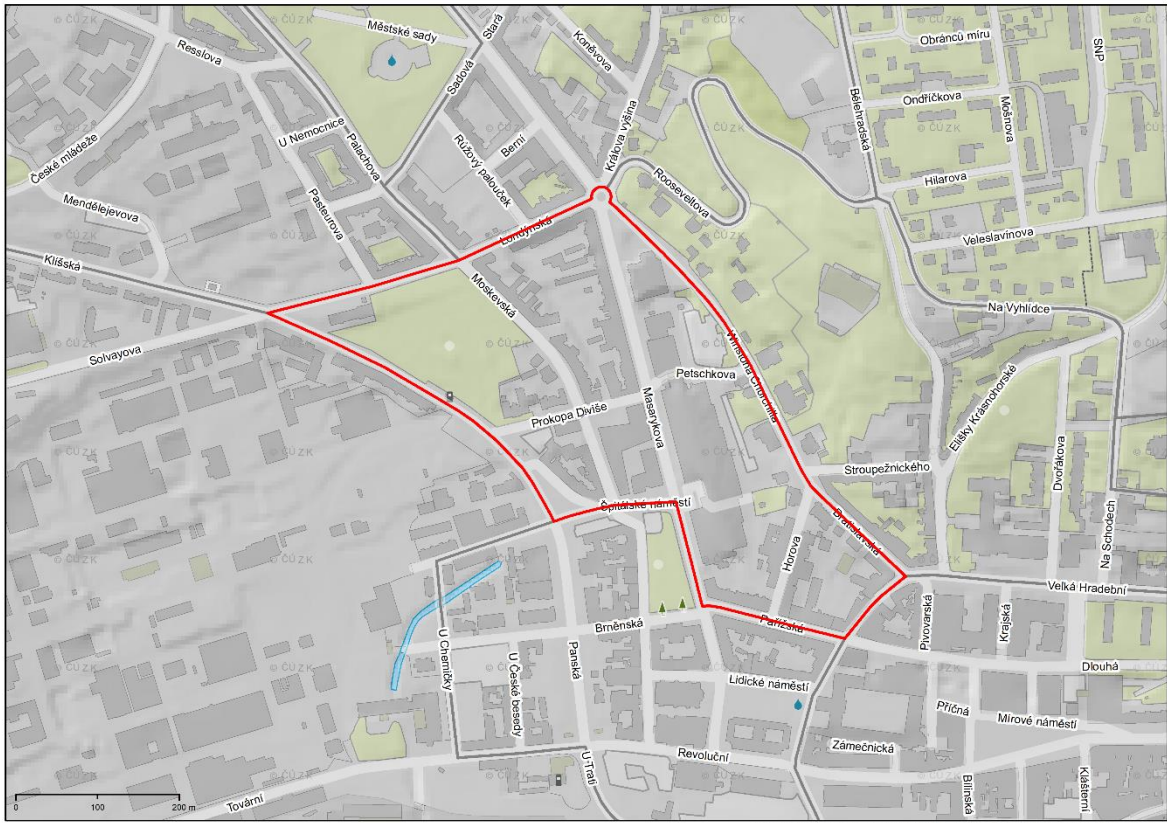 Městské sady
Stará
Koněvova
Obránců míru
SNP
Resslova
Sadová
Bělehradská
Ondříčkova
Mošnova
© ČÚZK
U Nemocnice
Palachova
Berní
Králova výšina
České mládeže
Růžový palouček
Rooseveltova
Hilarova
Mendělejevova
Pasteurova
Londýnská
Veleslavínova
Klíšská
Moskevská
Na Vyhlídce
Solvayova
Winstona Churchilla
Petschkova
Masarykova
Prokopa Diviše
Elišky Krásnohorské
Dvořákova
Stroupežnického
Špitálské náměstí
Bratislavská
Na Schodech
Horova
Velká Hradební
U Chemičky
Brněnská
Pařížská
Pivovarská
Krajská
Panská
U České besedy
Dlouhá
Lidické náměstí
Příčná
Mírové náměstí
Revoluční
Zámečnická
U Trati
Bílinská
Klášterní
Tovární
0 100 200 m